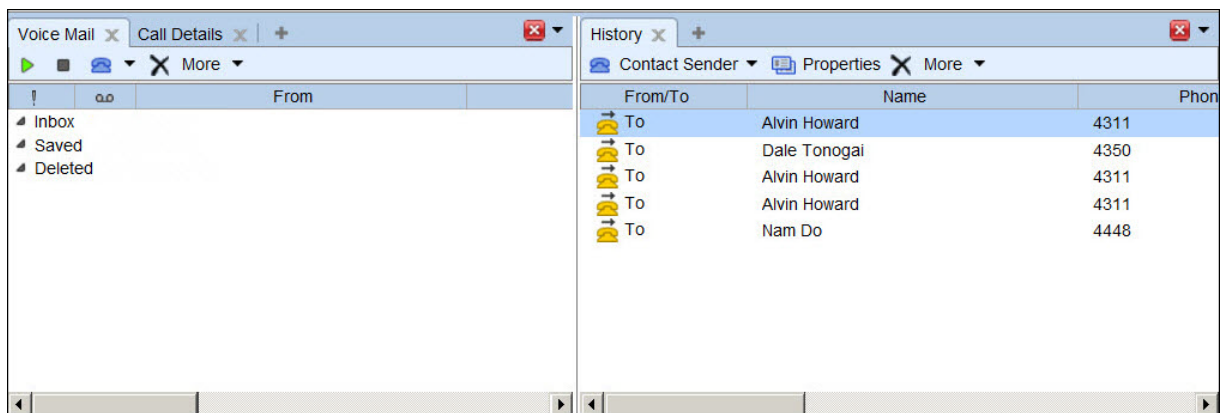 Voice Mail Call Details
More
From
Inbox
Saved
Deleted
History
Contact Sender Properties More
From/To Name Phon
To Alvin Howard 4311
To Dale Tonogai 4350
To Alvin Howard 4311
To Alvin Howard 4311
To Nam Do 4448